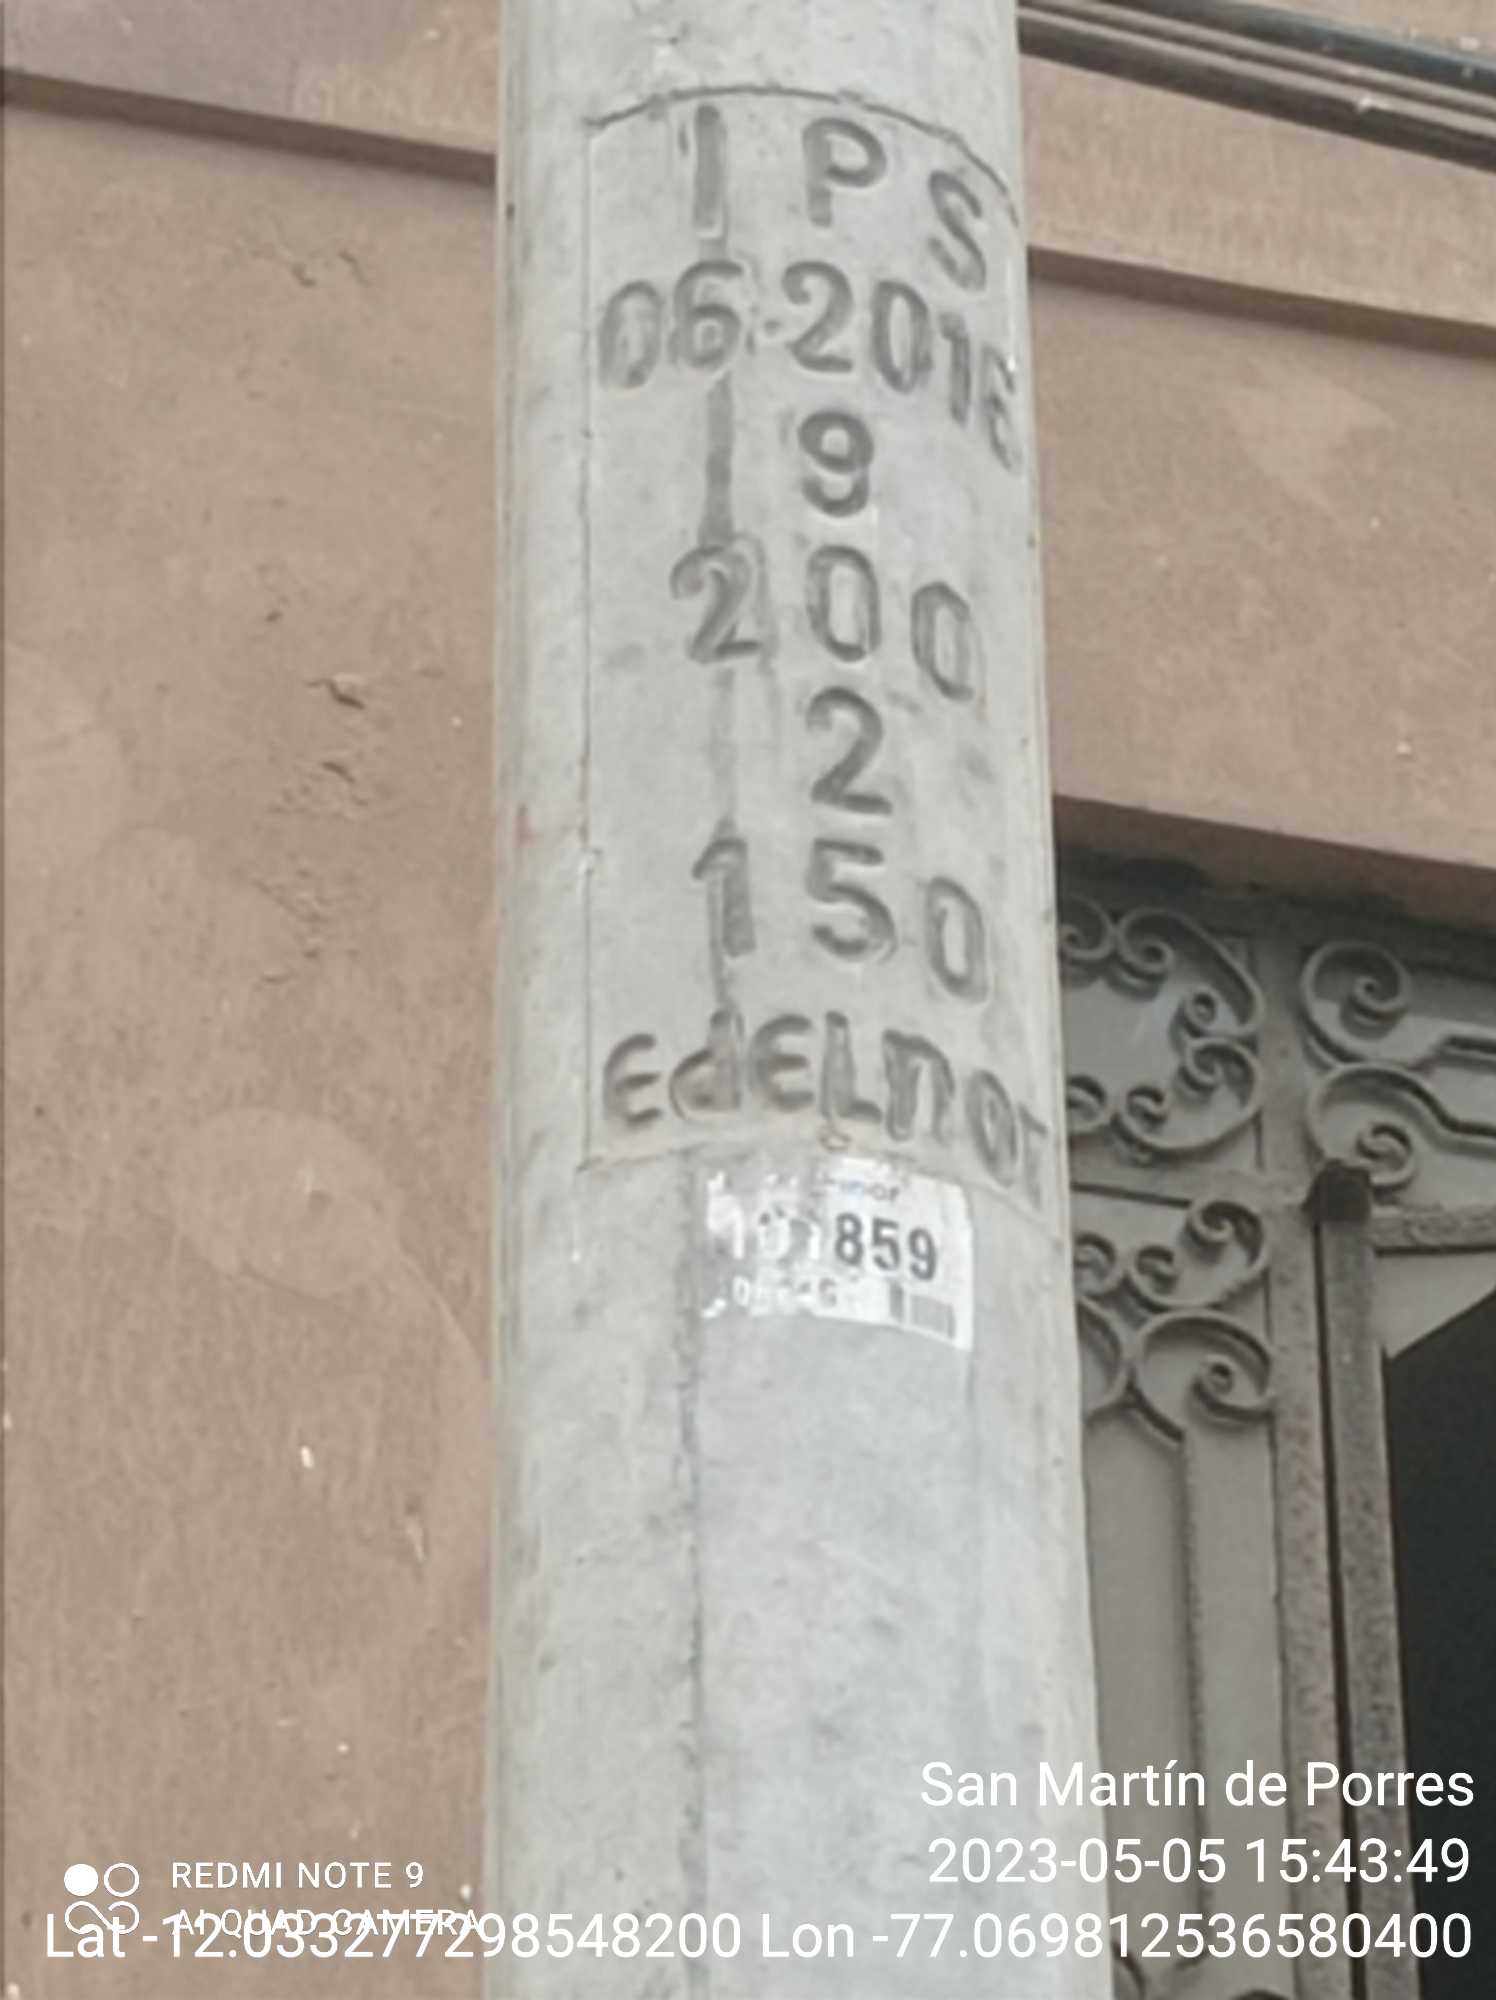 I P S
06·2016
9
200
2
150
EdELnor
859
San Martín de Porres
2023-05-05 15:43:49
REDMI NOTE 9
AI QUAD CAMERA
Lat -12.033277298548200 Lon -77.069812536580400